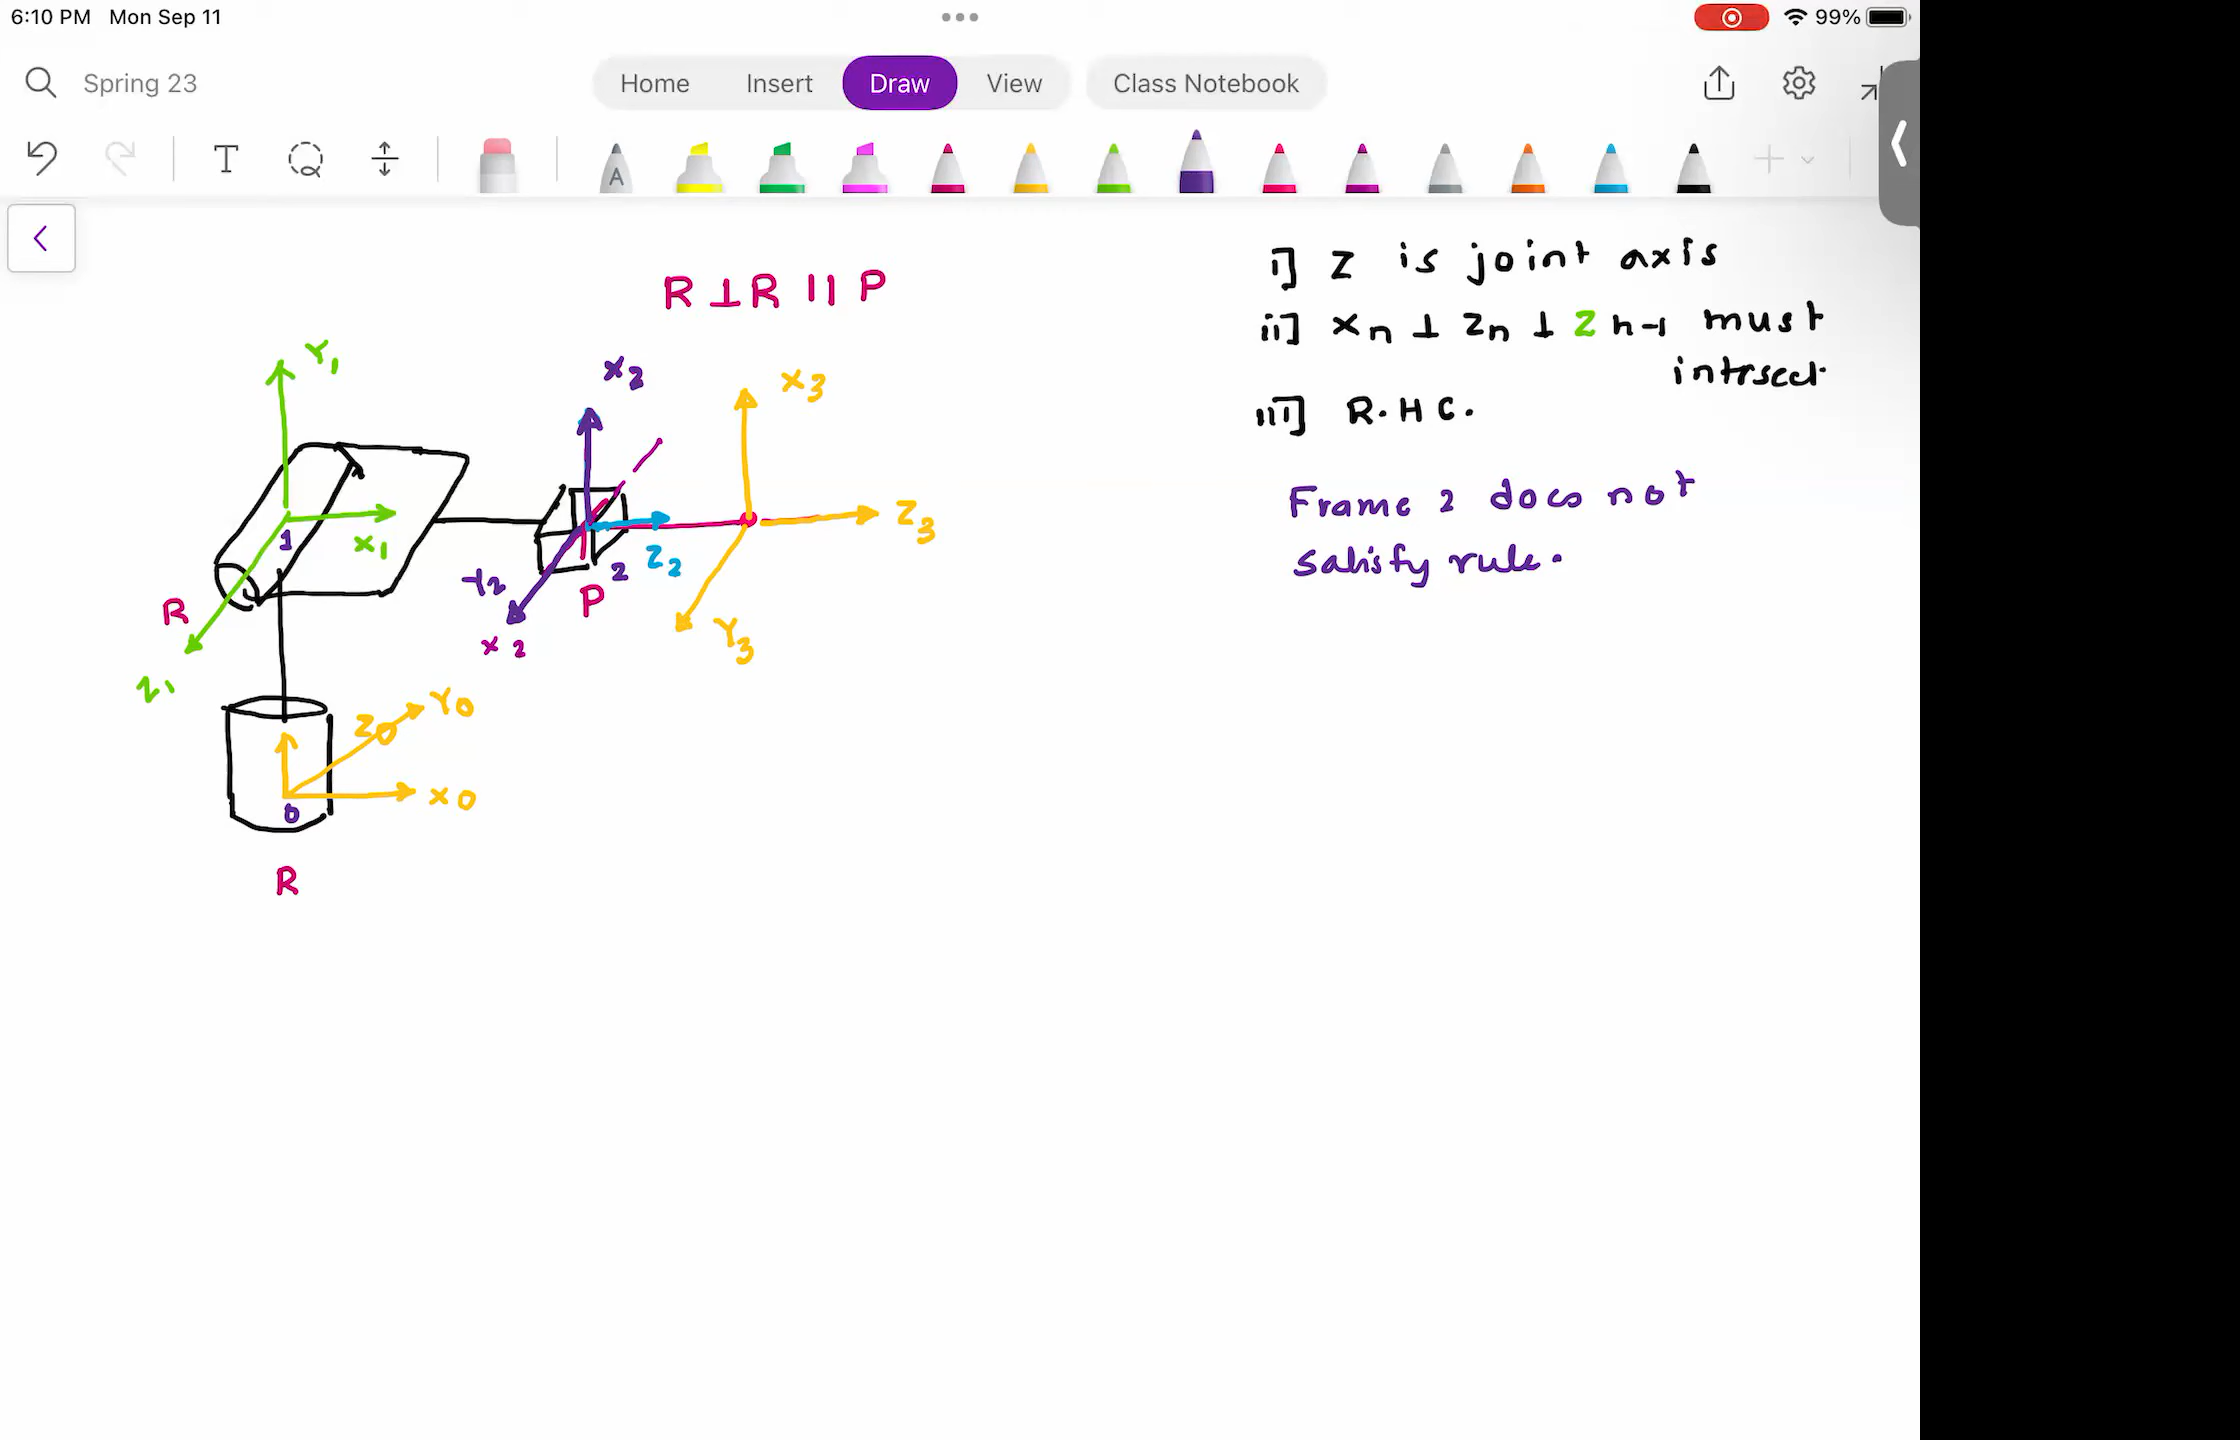 6:10 PM Mon Sep 11
99%
Spring 23
Home Insert Draw View Class Notebook
T
A
R ⊥ R || P
i] Z is joint axis
ii] xn ⊥ Zn ⊥ Zn-1 must
intrsect.
iii] R.H.C.
Frame 2 does not
satisfy rule.
Y1
X2
X3
1
X1
Z3
Y2
2
Z2
R
P
X2
Y3
Z1
Z0
Y0
X0
0
R